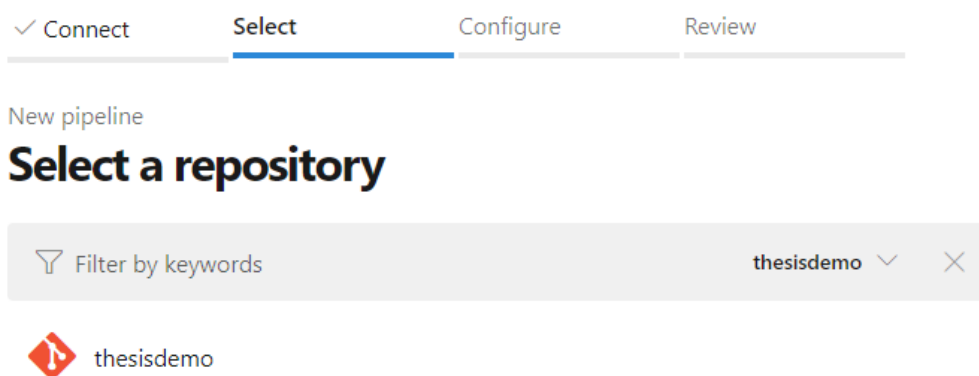 Connect Select Configure Review
New pipeline
Select a repository
Filter by keywords thesisdemo
thesisdemo